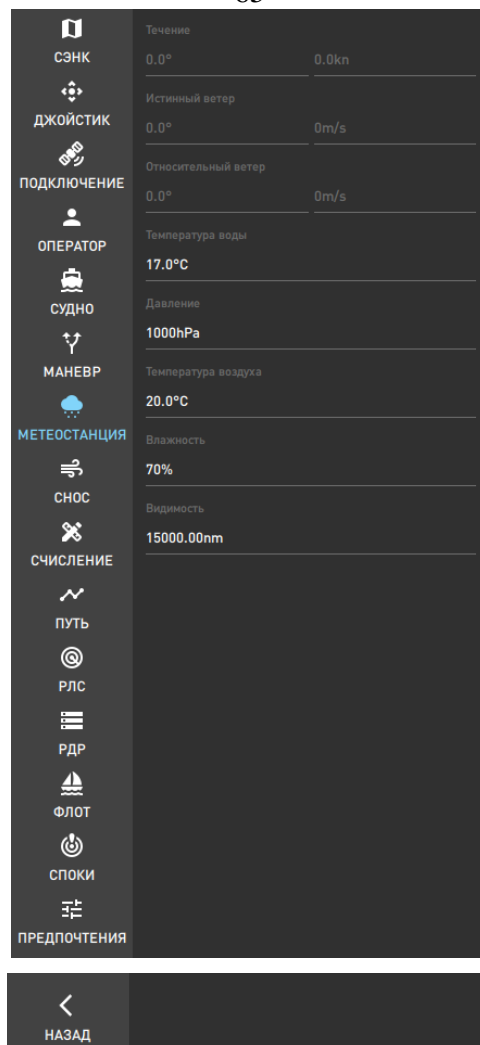 СЭНК
ДЖОЙСТИК
ПОДКЛЮЧЕНИЕ
ОПЕРАТОР
СУДНО
МАНЕВР
МЕТЕОСТАНЦИЯ
СНОС
СЧИСЛЕНИЕ
ПУТЬ
РЛС
РДР
ФЛОТ
СПОКИ
ПРЕДПОЧТЕНИЯ
Течение
0.0° 0.0kn
Истинный ветер
0.0° 0m/s
Относительный ветер
0.0° 0m/s
Температура воды
17.0°C
Давление
1000hPa
Температура воздуха
20.0°C
Влажность
70%
Видимость
15000.00nm
НАЗАД